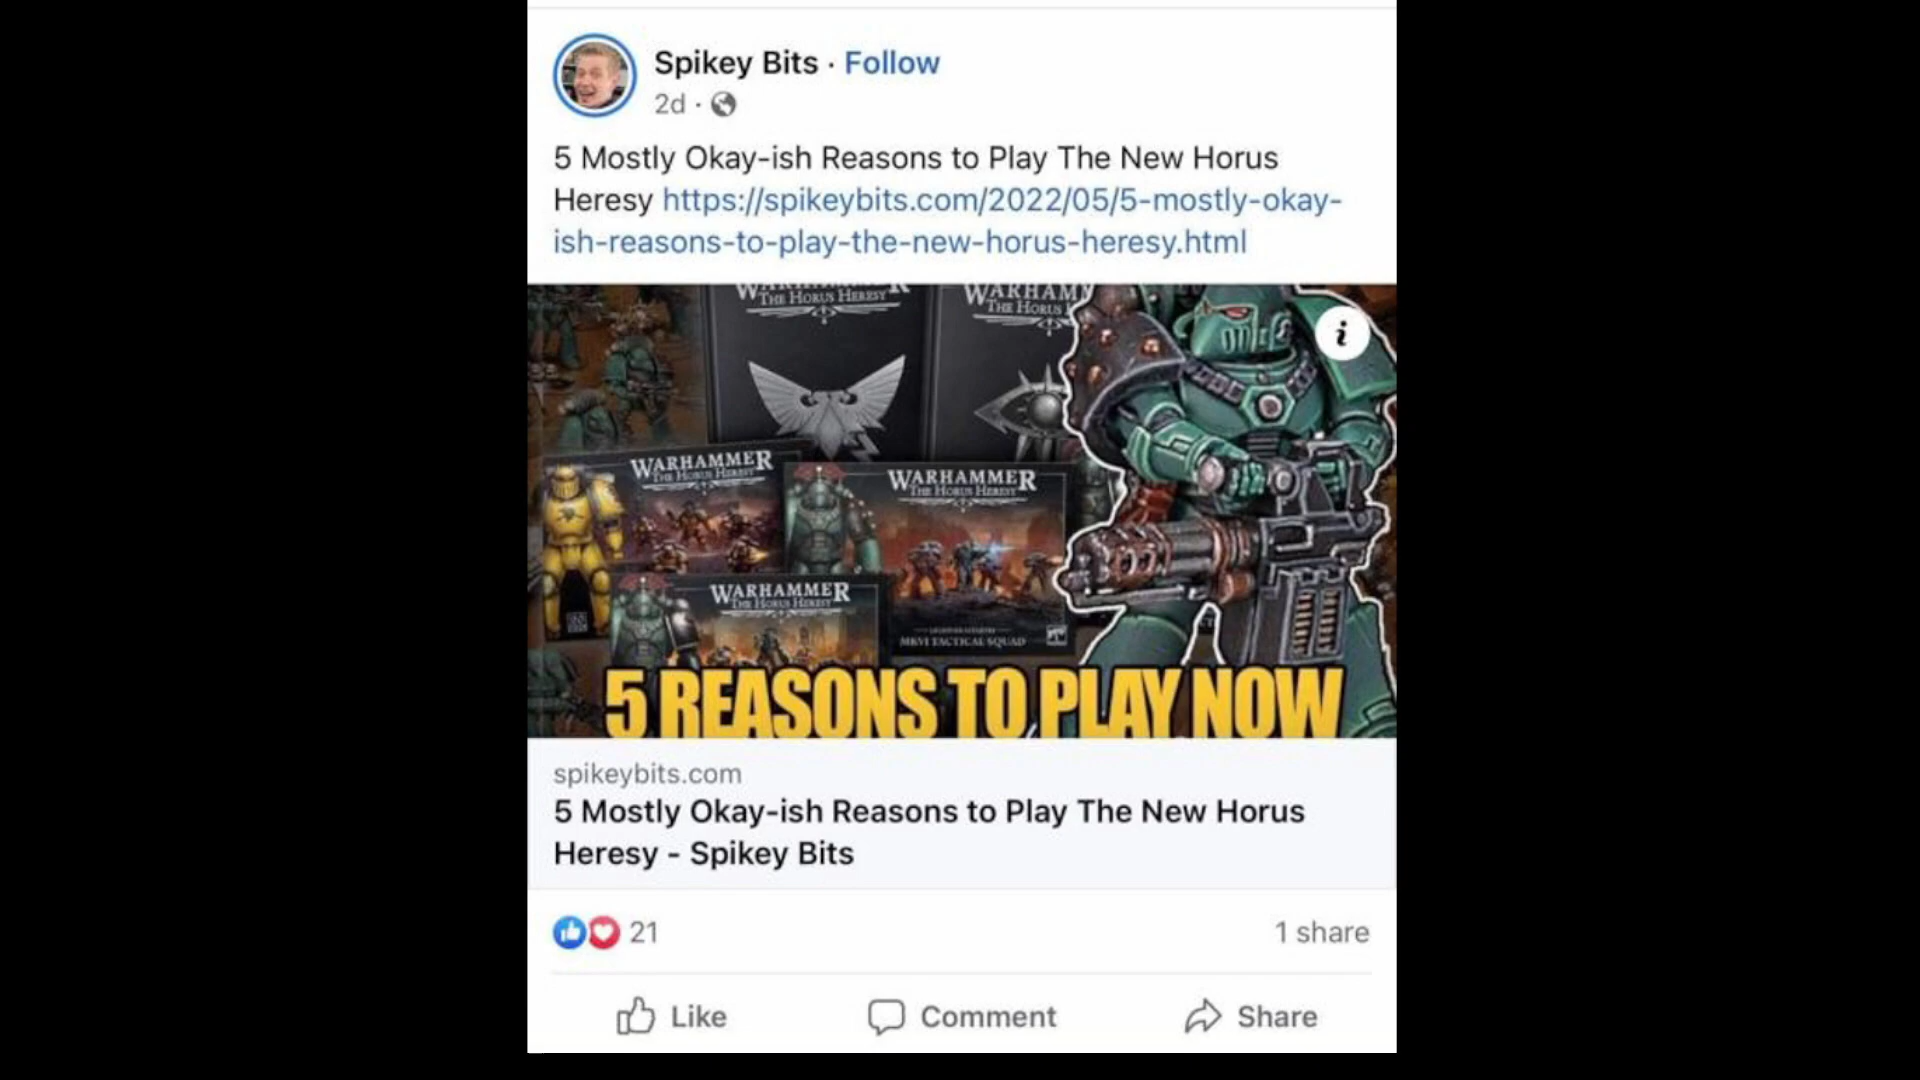 Spikey Bits · Follow
2d ·
5 Mostly Okay-ish Reasons to Play The New Horus
Heresy https://spikeybits.com/2022/05/5-mostly-okay-
ish-reasons-to-play-the-new-horus-heresy.html
WARHAMMER
THE HORUS HERESY
THE HORUS
i
WARHAMMER
THE HORUS HERESY
WARHAMMER
THE HORUS HERESY
WARHAMMER
THE HORUS HERESY
MKVI TACTICAL SQUAD
5 REASONS TO PLAY NOW
spikeybits.com
5 Mostly Okay-ish Reasons to Play The New Horus
Heresy - Spikey Bits
21
1 share
Like
Comment
Share